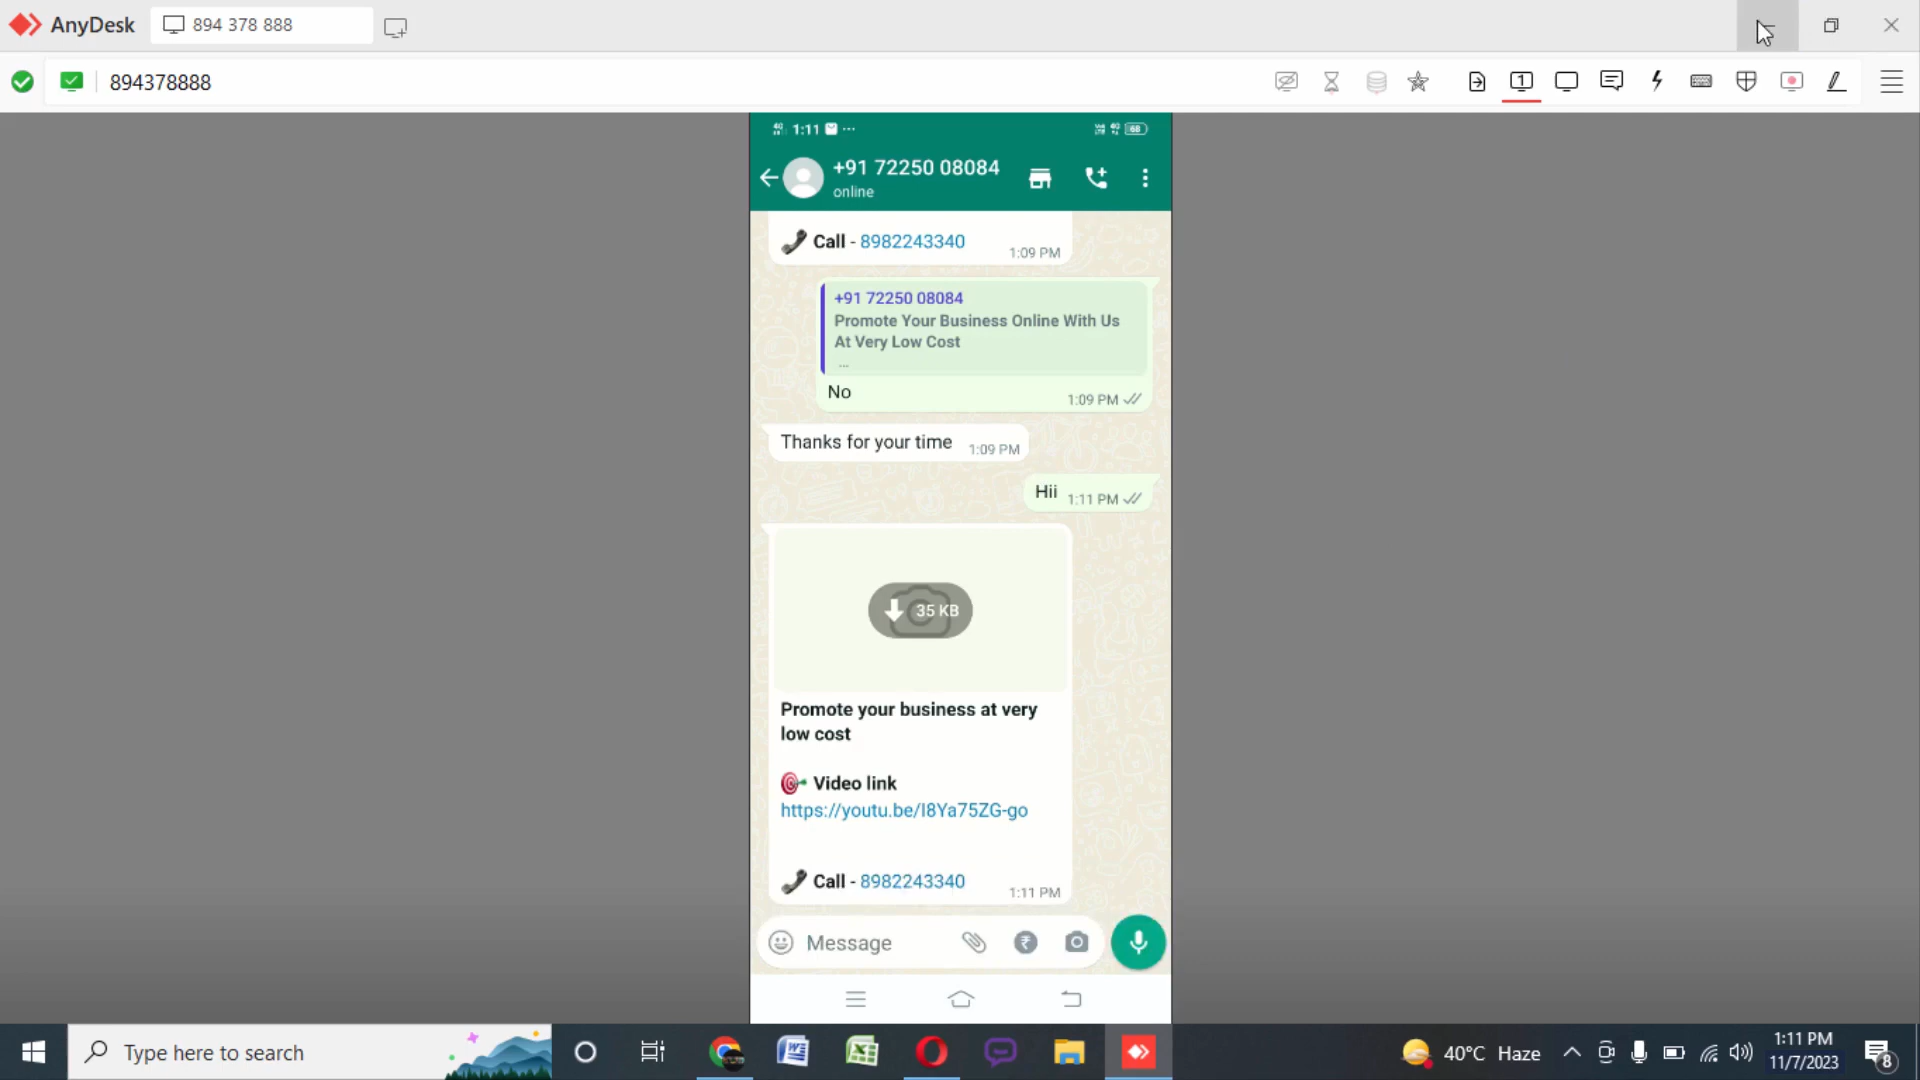 AnyDesk
894 378 888
894378888
1
1:11
68
+91 72250 08084
online
Call - 8982243340
1:09 PM
+91 72250 08084
Promote Your Business Online With Us
At Very Low Cost
...
No
1:09 PM
Thanks for your time
1:09 PM
Hii
1:11 PM
35 KB
Promote your business at very
low cost
Video link
https://youtu.be/I8Ya75ZG-go
Call - 8982243340
1:11 PM
Message
Type here to search
40°C Haze
1:11 PM
11/7/2023
8